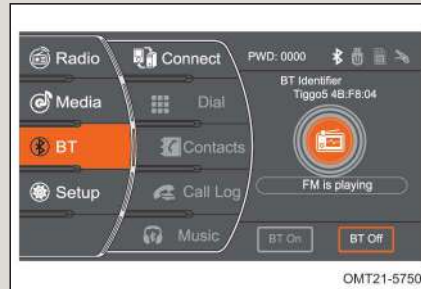 Radio
Media
BT
Setup
Connect
Dial
Contacts
Call Log
Music
PWD: 0000
BT Identifier
Tiggo5 4B:F8:04
FM is playing
BT On
BT Off
OMT21-5750